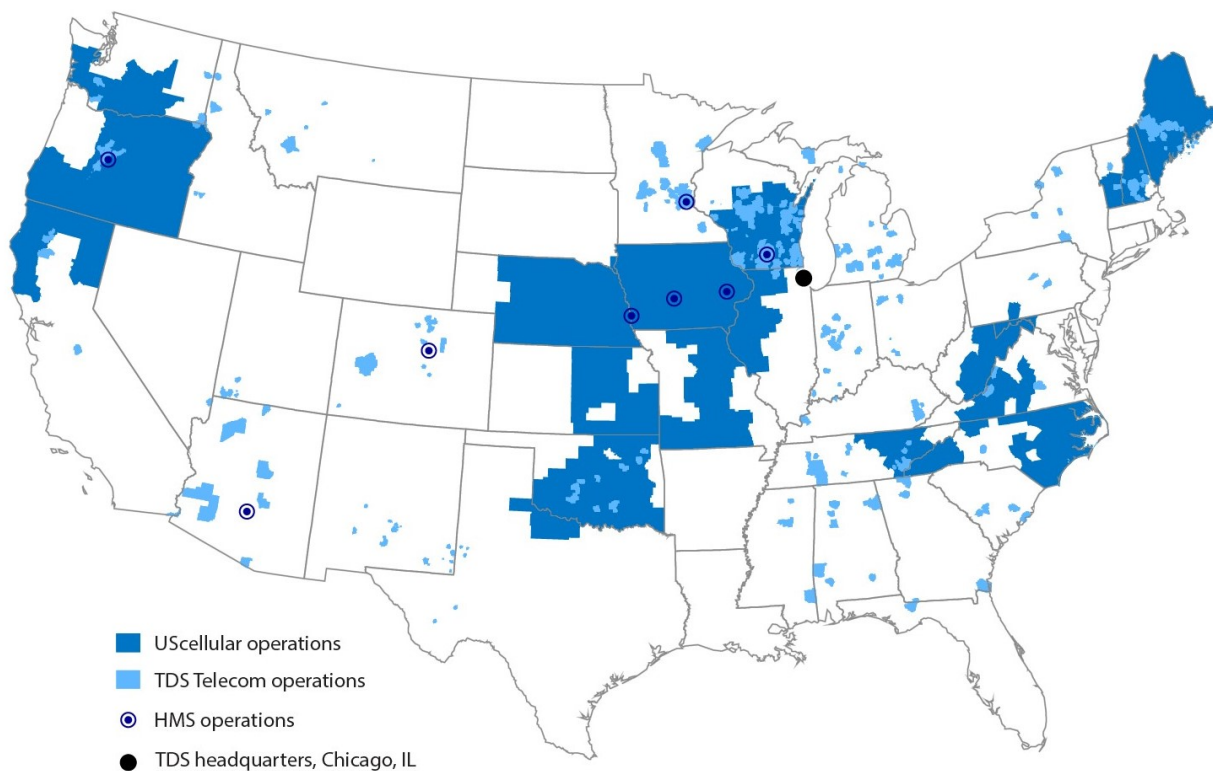 UScellular operations
TDS Telecom operations
HMS operations
TDS headquarters, Chicago, IL